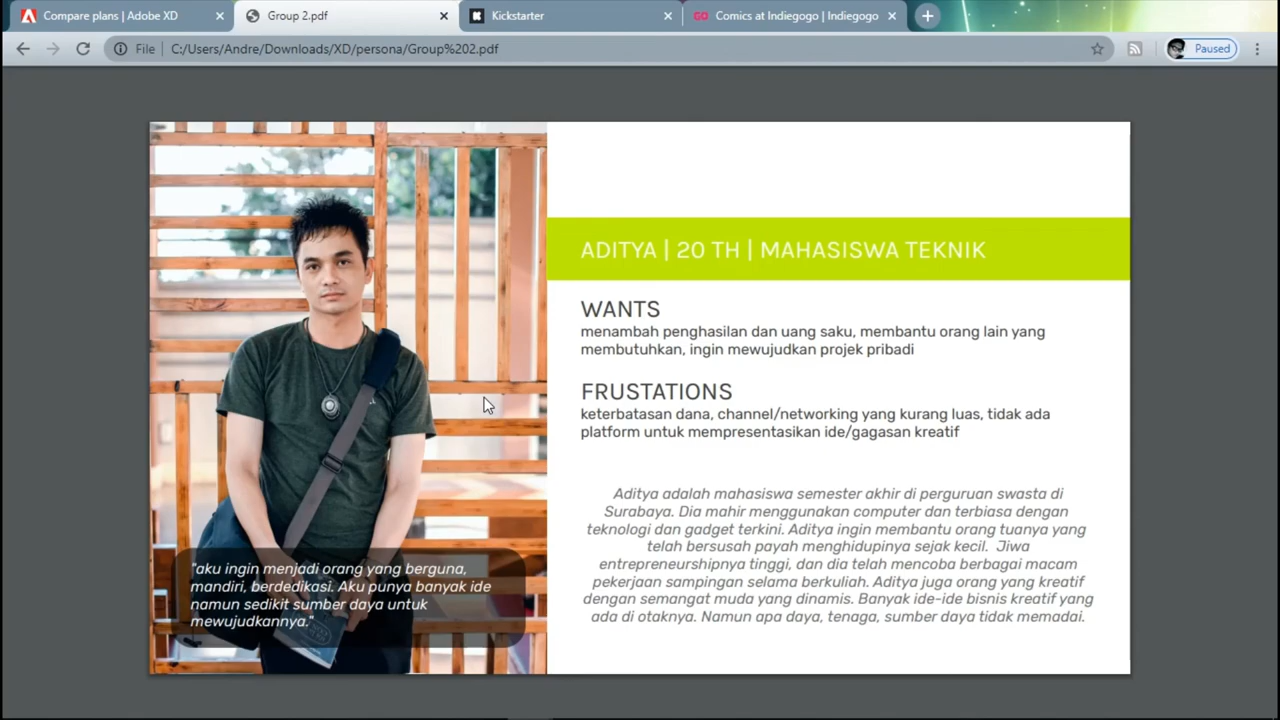 Compare plans | Adobe XD
Group 2.pdf
Kickstarter
Comics at Indiegogo | Indiegogo
File
C:/Users/Andre/Downloads/XD/persona/Group%202.pdf
Paused
ADITYA | 20 TH | MAHASISWA TEKNIK
WANTS
menambah penghasilan dan uang saku, membantu orang lain yang
membutuhkan, ingin mewujudkan projek pribadi
FRUSTATIONS
keterbatasan dana, channel/networking yang kurang luas, tidak ada
platform untuk mempresentasikan ide/gagasan kreatif
Aditya adalah mahasiswa semester akhir di perguruan swasta di
Surabaya. Dia mahir menggunakan computer dan terbiasa dengan
teknologi dan gadget terkini. Aditya ingin membantu orang tuanya yang
telah bersusah payah menghidupinya sejak kecil. Jiwa
entrepreneurshipnya tinggi, dan dia telah mencoba berbagai macam
pekerjaan sampingan selama berkuliah. Aditya juga orang yang kreatif
dengan semangat muda yang dinamis. Banyak ide-ide bisnis kreatif yang
ada di otaknya. Namun apa daya, tenaga, sumber daya tidak memadai.
"aku ingin menjadi orang yang berguna,
mandiri, berdedikasi. Aku punya banyak ide
namun sedikit sumber daya untuk
mewujudkannya."